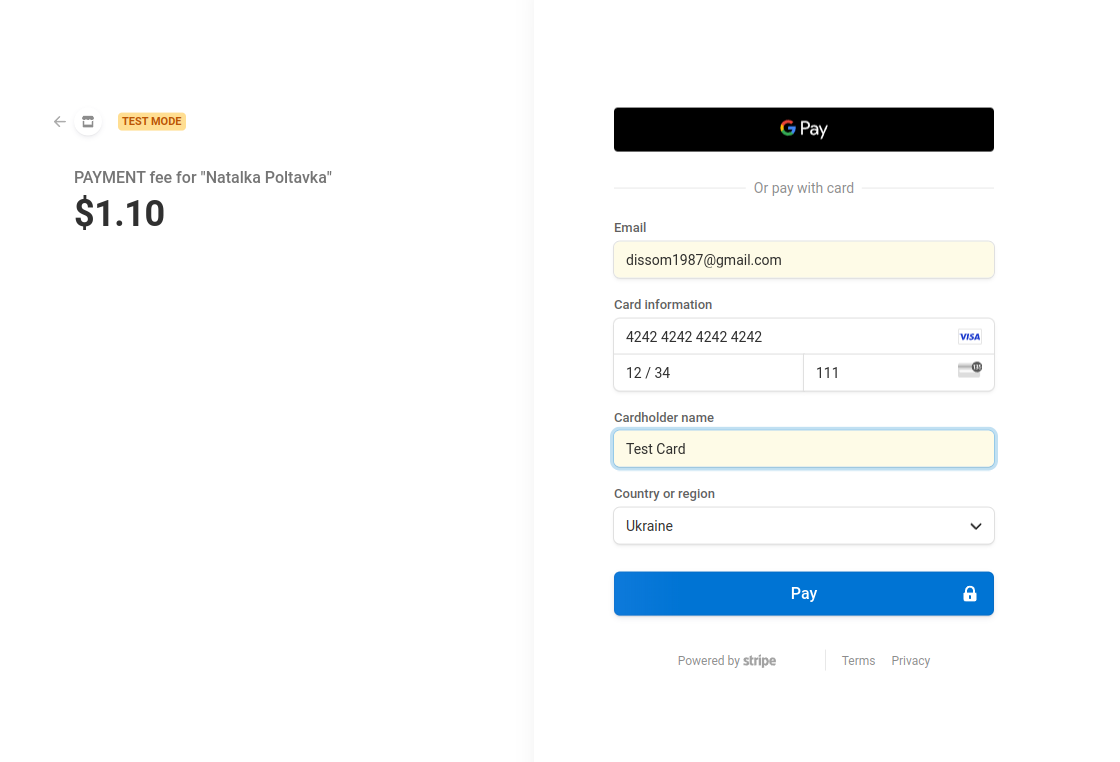 TEST MODE
PAYMENT fee for "Natalka Poltavka"
$1.10
G Pay
Or pay with card
Email
dissom1987@gmail.com
Card information
4242 4242 4242 4242
VISA
12 / 34
111
Cardholder name
Test Card
Country or region
Ukraine
Pay
Powered by stripe
Terms
Privacy